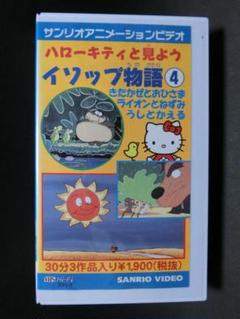 サンリオアニメーションビデオ
ハローキティと見よう
イソップ物語④
きたかぜとおひさま
ライオンとねずみ
うしとかえる
30分3作品入り¥1,900(税抜)
SANRIO VIDEO